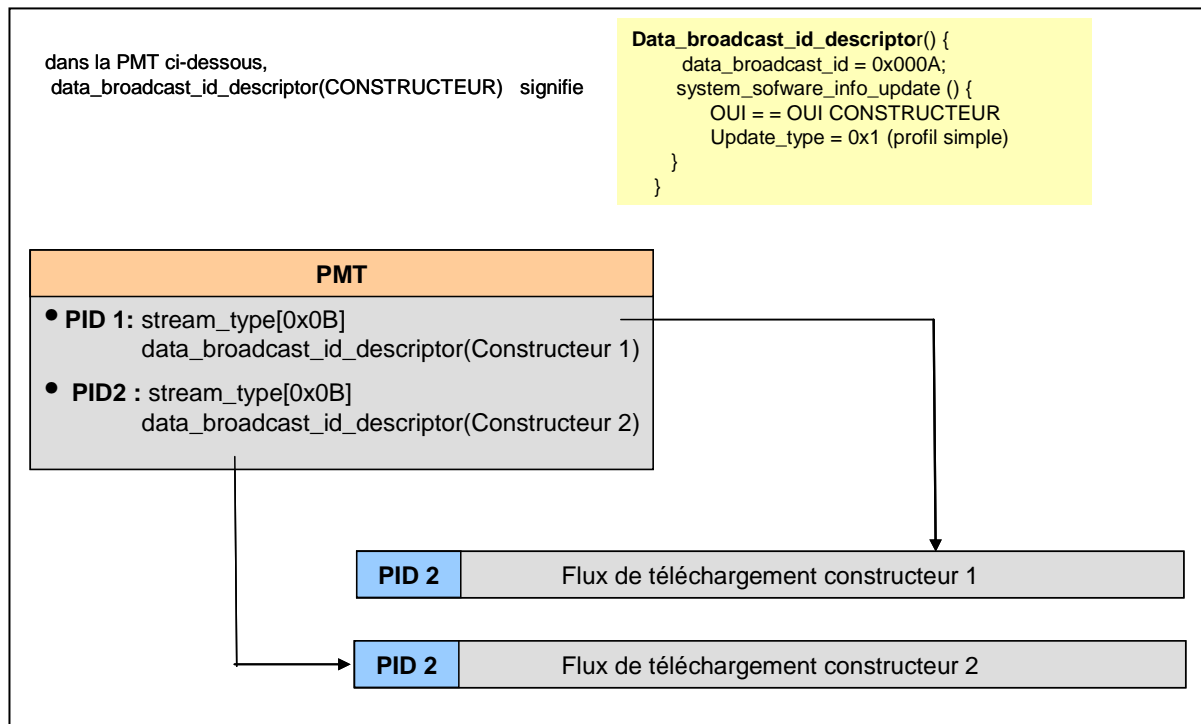 dans la PMT ci-dessous,
data_broadcast_id_descriptor(CONSTRUCTEUR) signifie
Data_broadcast_id_descriptor() {
data_broadcast_id = 0x000A;
system_sofware_info_update () {
OUI = = OUI CONSTRUCTEUR
Update_type = 0x1 (profil simple)
}
}
PMT
• PID 1: stream_type[0x0B]
data_broadcast_id_descriptor(Constructeur 1)
• PID2 : stream_type[0x0B]
data_broadcast_id_descriptor(Constructeur 2)
PID 2 Flux de téléchargement constructeur 1
PID 2 Flux de téléchargement constructeur 2